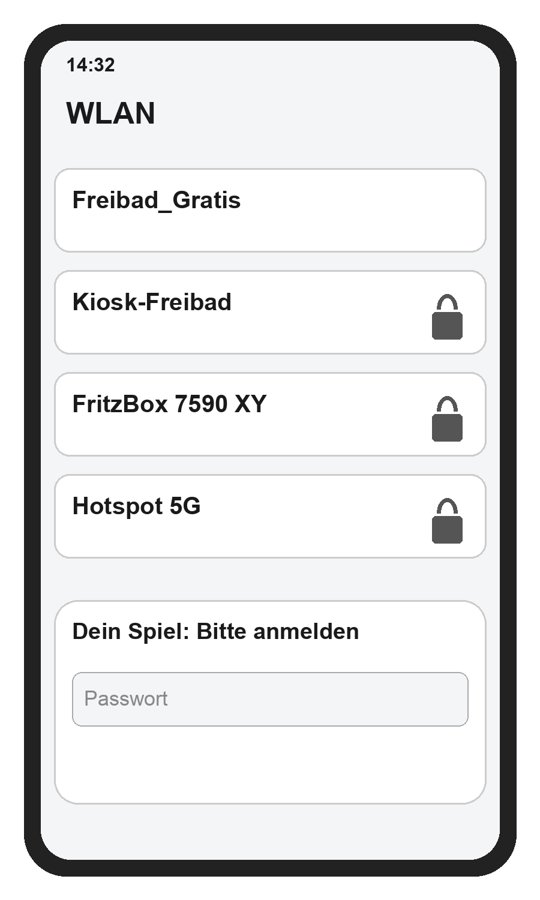 14:32
WLAN
Freibad_Gratis
Kiosk-Freibad
FritzBox 7590 XY
Hotspot 5G
Dein Spiel: Bitte anmelden
Passwort